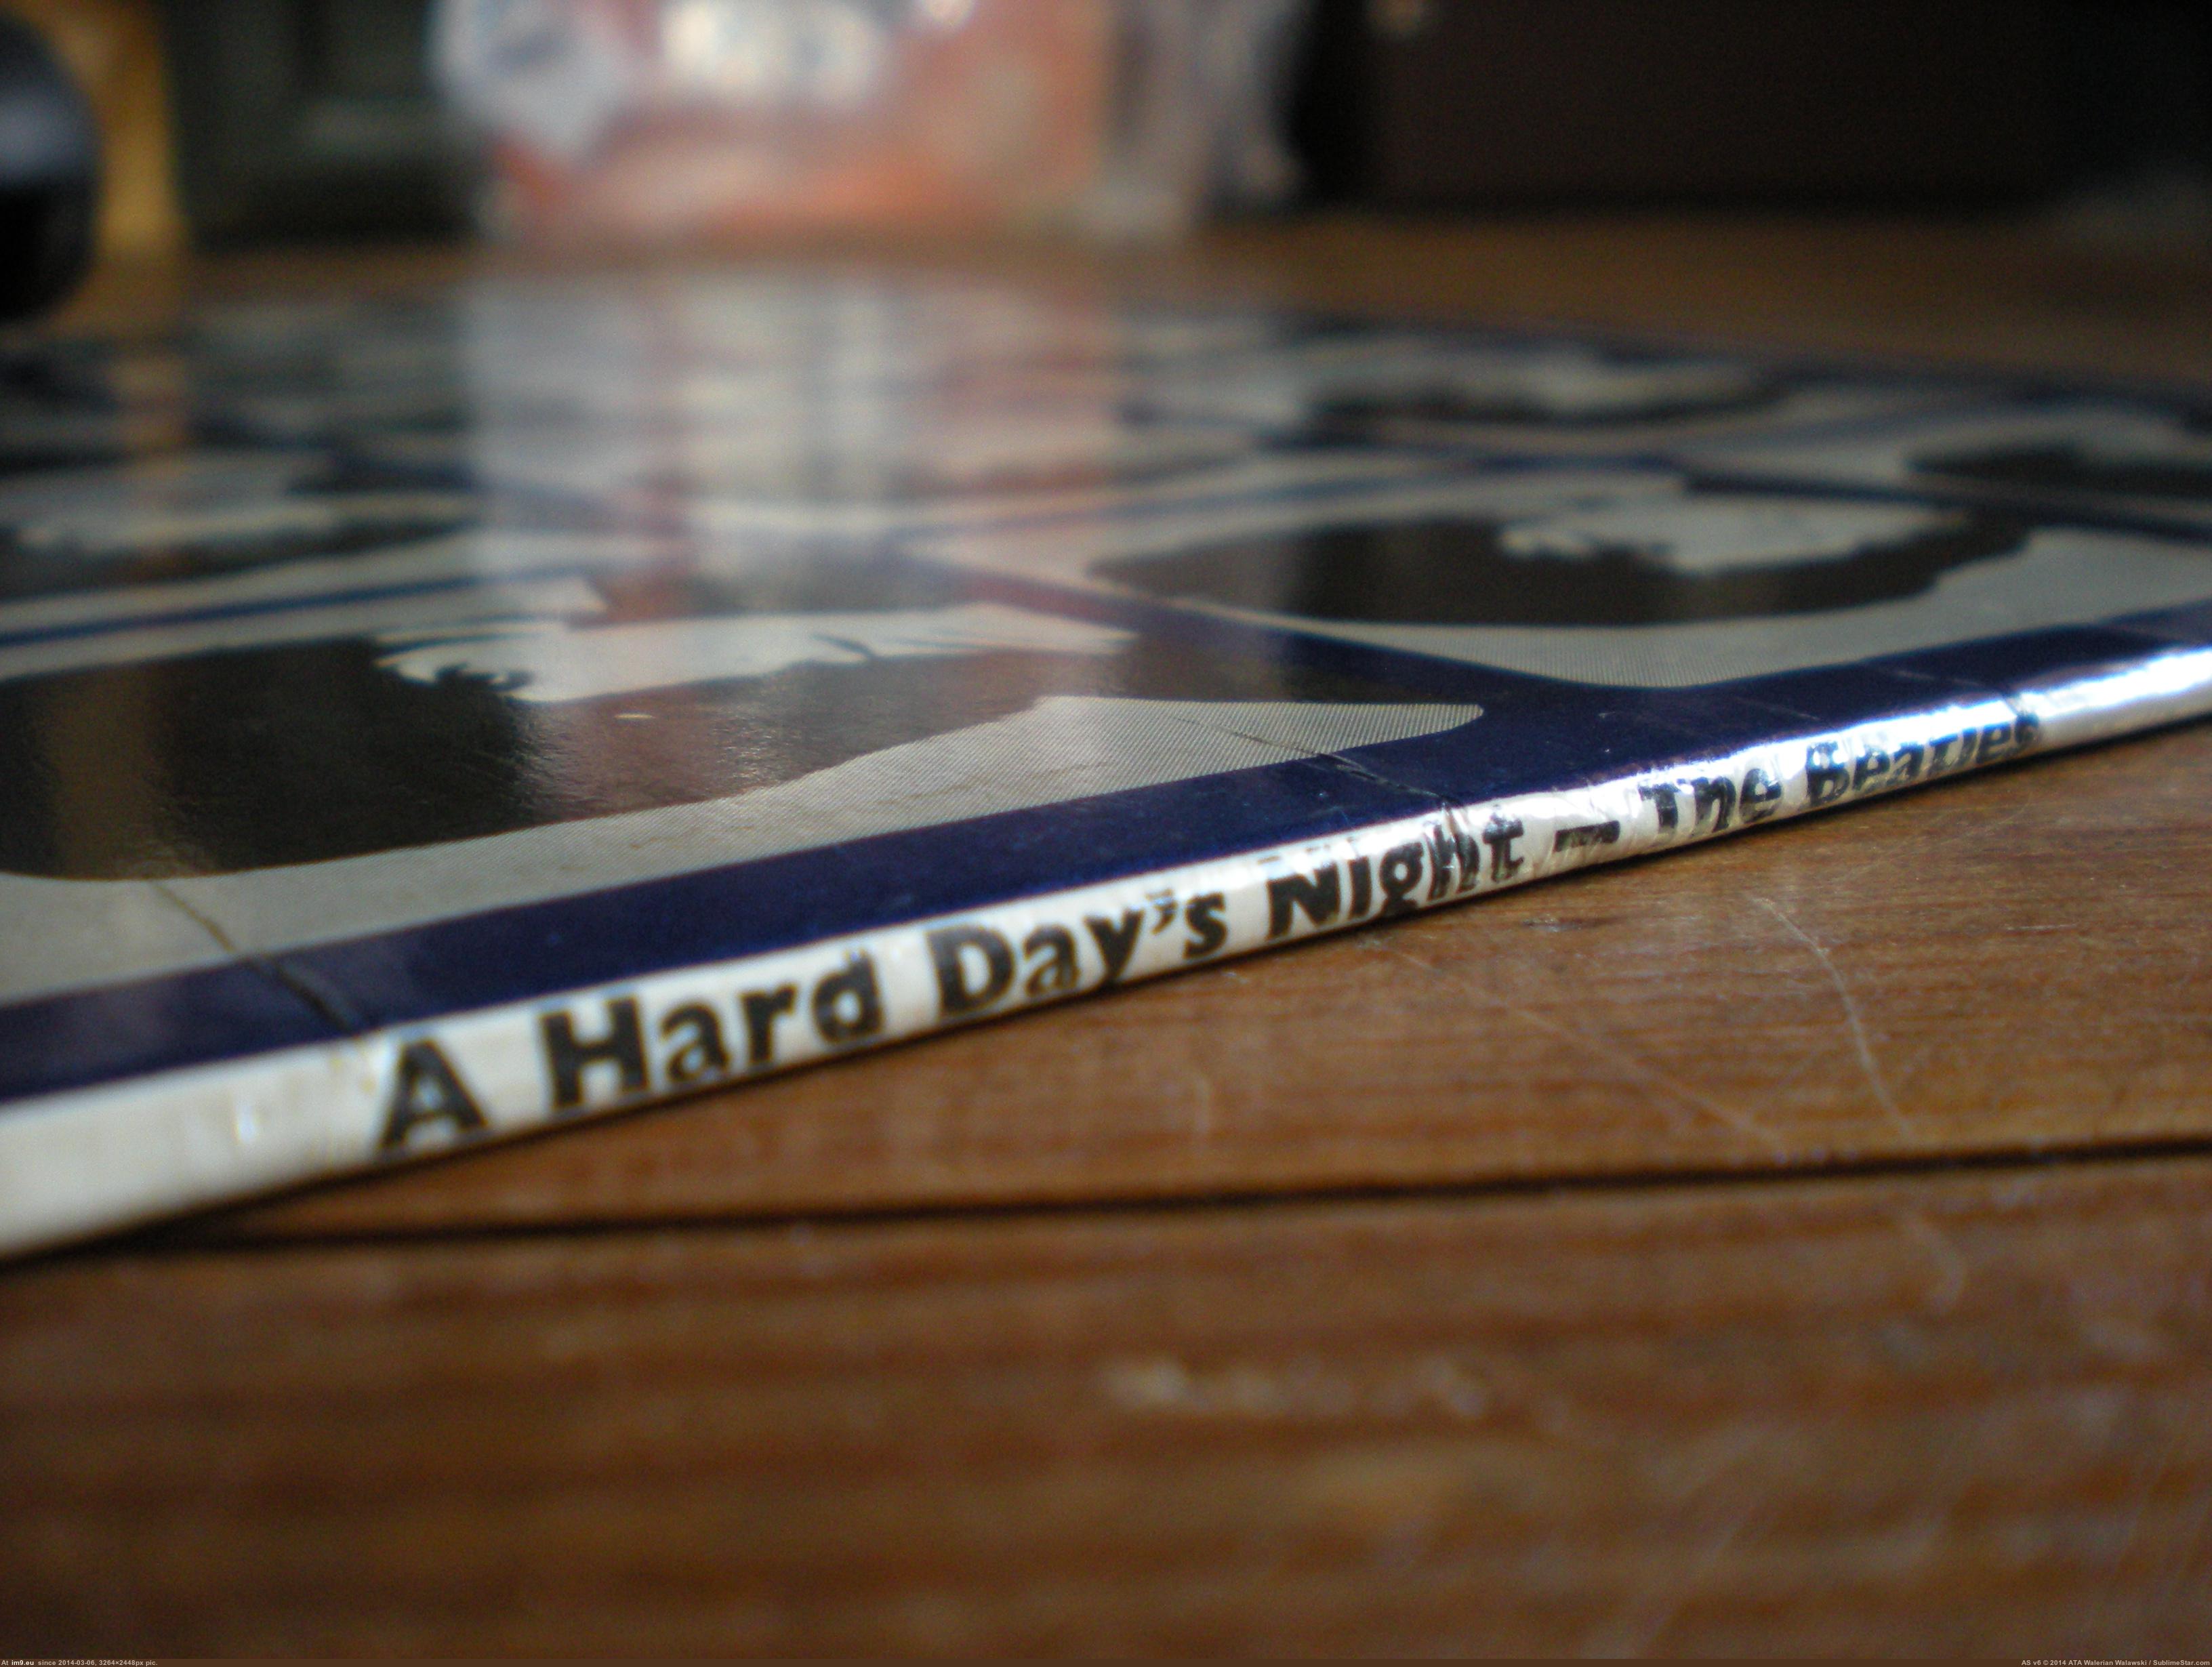 A Hard Day's Night — The Beatles
At im9.eu since 2014-03-06, 3264×2448px pic.
AS v6 © 2014 ATA Walerian Walawski / SublimeStar.com